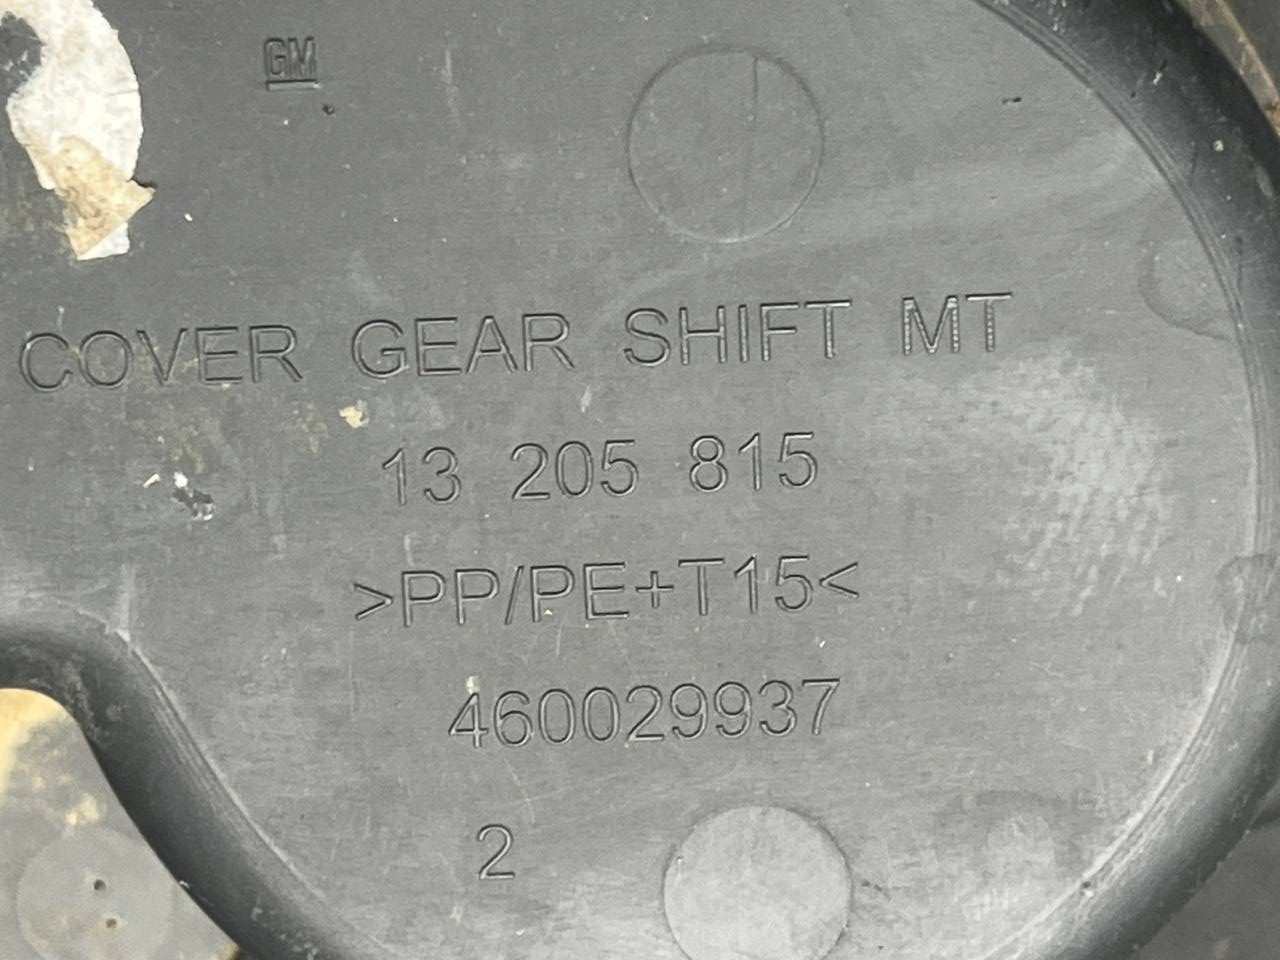 GM
COVER GEAR SHIFT MT
13 205 815
>PP/PE+T15<
460029937
2